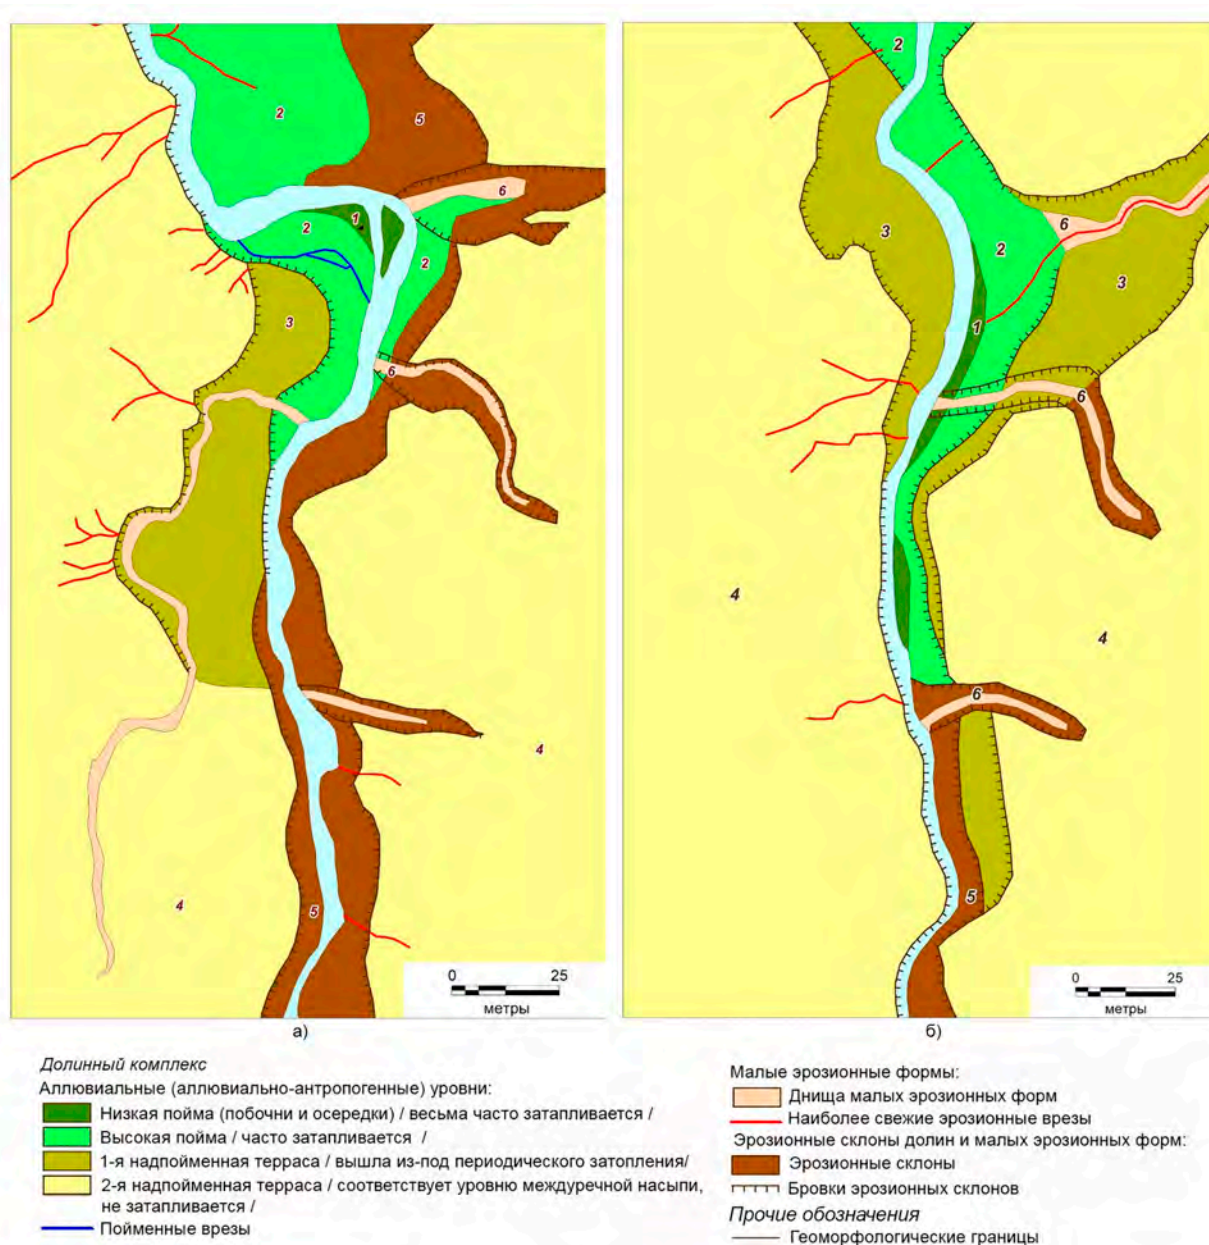 2
2
5
6
6
1
1
2
2
3
2
3
3
6
6
4
4
4
6
4
5
5
0 25
метры
0 25
метры
а)
б)
Долинный комплекс
Аллювиальные (аллювиально-антропогенные) уровни:
Низкая пойма (побочни и осередки) / весьма часто затапливается /
Высокая пойма / часто затапливается /
1-я надпойменная терраса / вышла из-под периодического затопления/
2-я надпойменная терраса / соответствует уровню междуречной насыпи,
не затапливается /
Пойменные врезы
Малые эрозионные формы:
Днища малых эрозионных форм
Наиболее свежие эрозионные врезы
Эрозионные склоны долин и малых эрозионных форм:
Эрозионные склоны
Бровки эрозионных склонов
Прочие обозначения
Геоморфологические границы